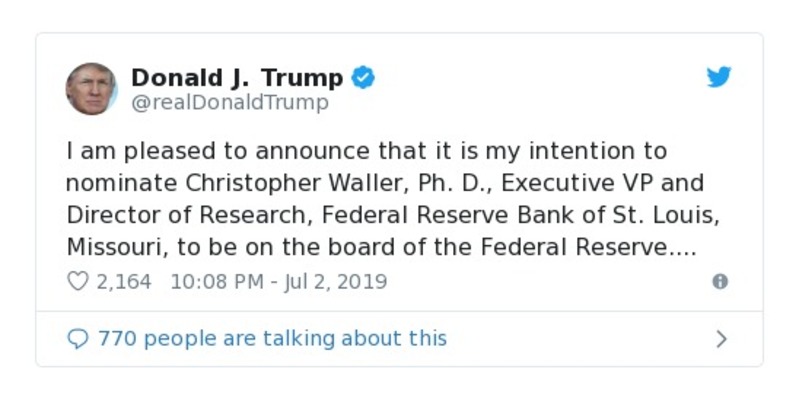 Donald J. Trump
@realDonaldTrump
I am pleased to announce that it is my intention to
nominate Christopher Waller, Ph. D., Executive VP and
Director of Research, Federal Reserve Bank of St. Louis,
Missouri, to be on the board of the Federal Reserve....
2,164 10:08 PM - Jul 2, 2019
770 people are talking about this